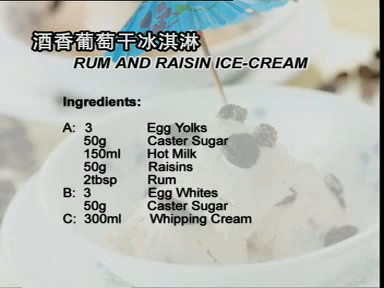 酒香葡萄干冰淇淋
RUM AND RAISIN ICE-CREAM
Ingredients:
A: 3 Egg Yolks
50g Caster Sugar
150ml Hot Milk
50g Raisins
2tbsp Rum
B: 3 Egg Whites
50g Caster Sugar
C: 300ml Whipping Cream